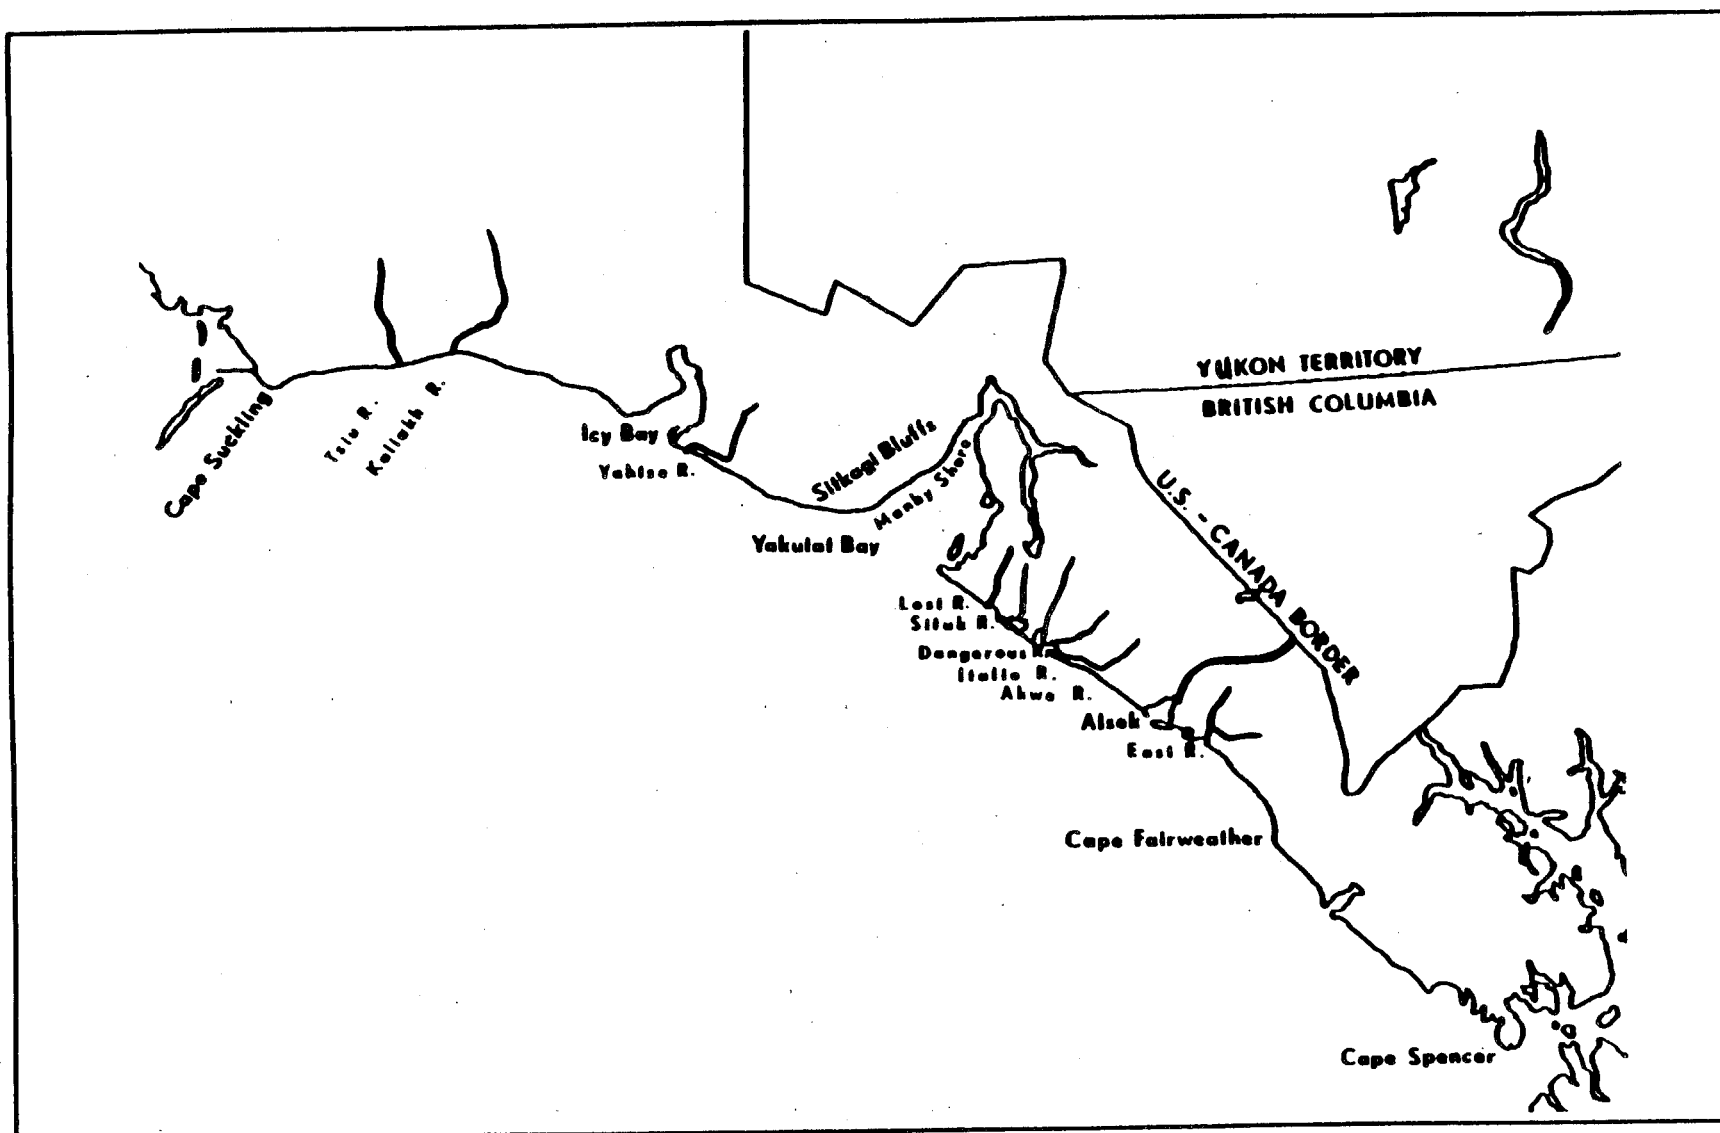 YUKON TERRITORY
BRITISH COLUMBIA
Cape Suckling
Tsiu R.
Kaliakh R.
Icy Bay
Yahtse R.
Sitkagi Bluffs
Manby Shore
Yakutat Bay
U.S. - CANADA BORDER
Lost R.
Situk R.
Dangerous R.
Italio R.
Akwe R.
Alsek
East R.
Cape Fairweather
Cape Spencer